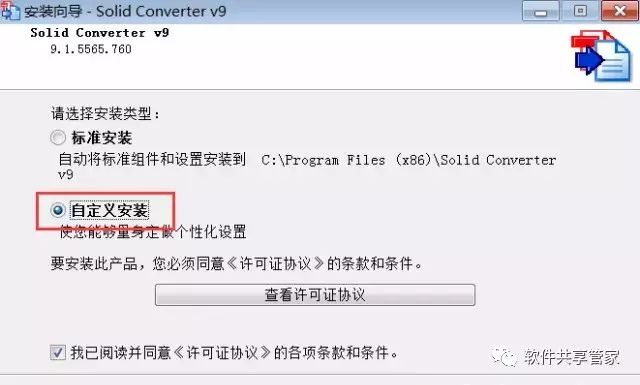 安装向导 - Solid Converter v9
Solid Converter v9
9.1.5565.760
请选择安装类型：
标准安装
自动将标准组件和设置安装到 C:\Program Files (x86)\Solid Converter
v9
自定义安装
使您能够量身定做个性化设置
要安装此产品，您必须同意《许可证协议》的条款和条件。
查看许可证协议
我已阅读并同意《许可证协议》的各项条款和条件。
软件共享管家